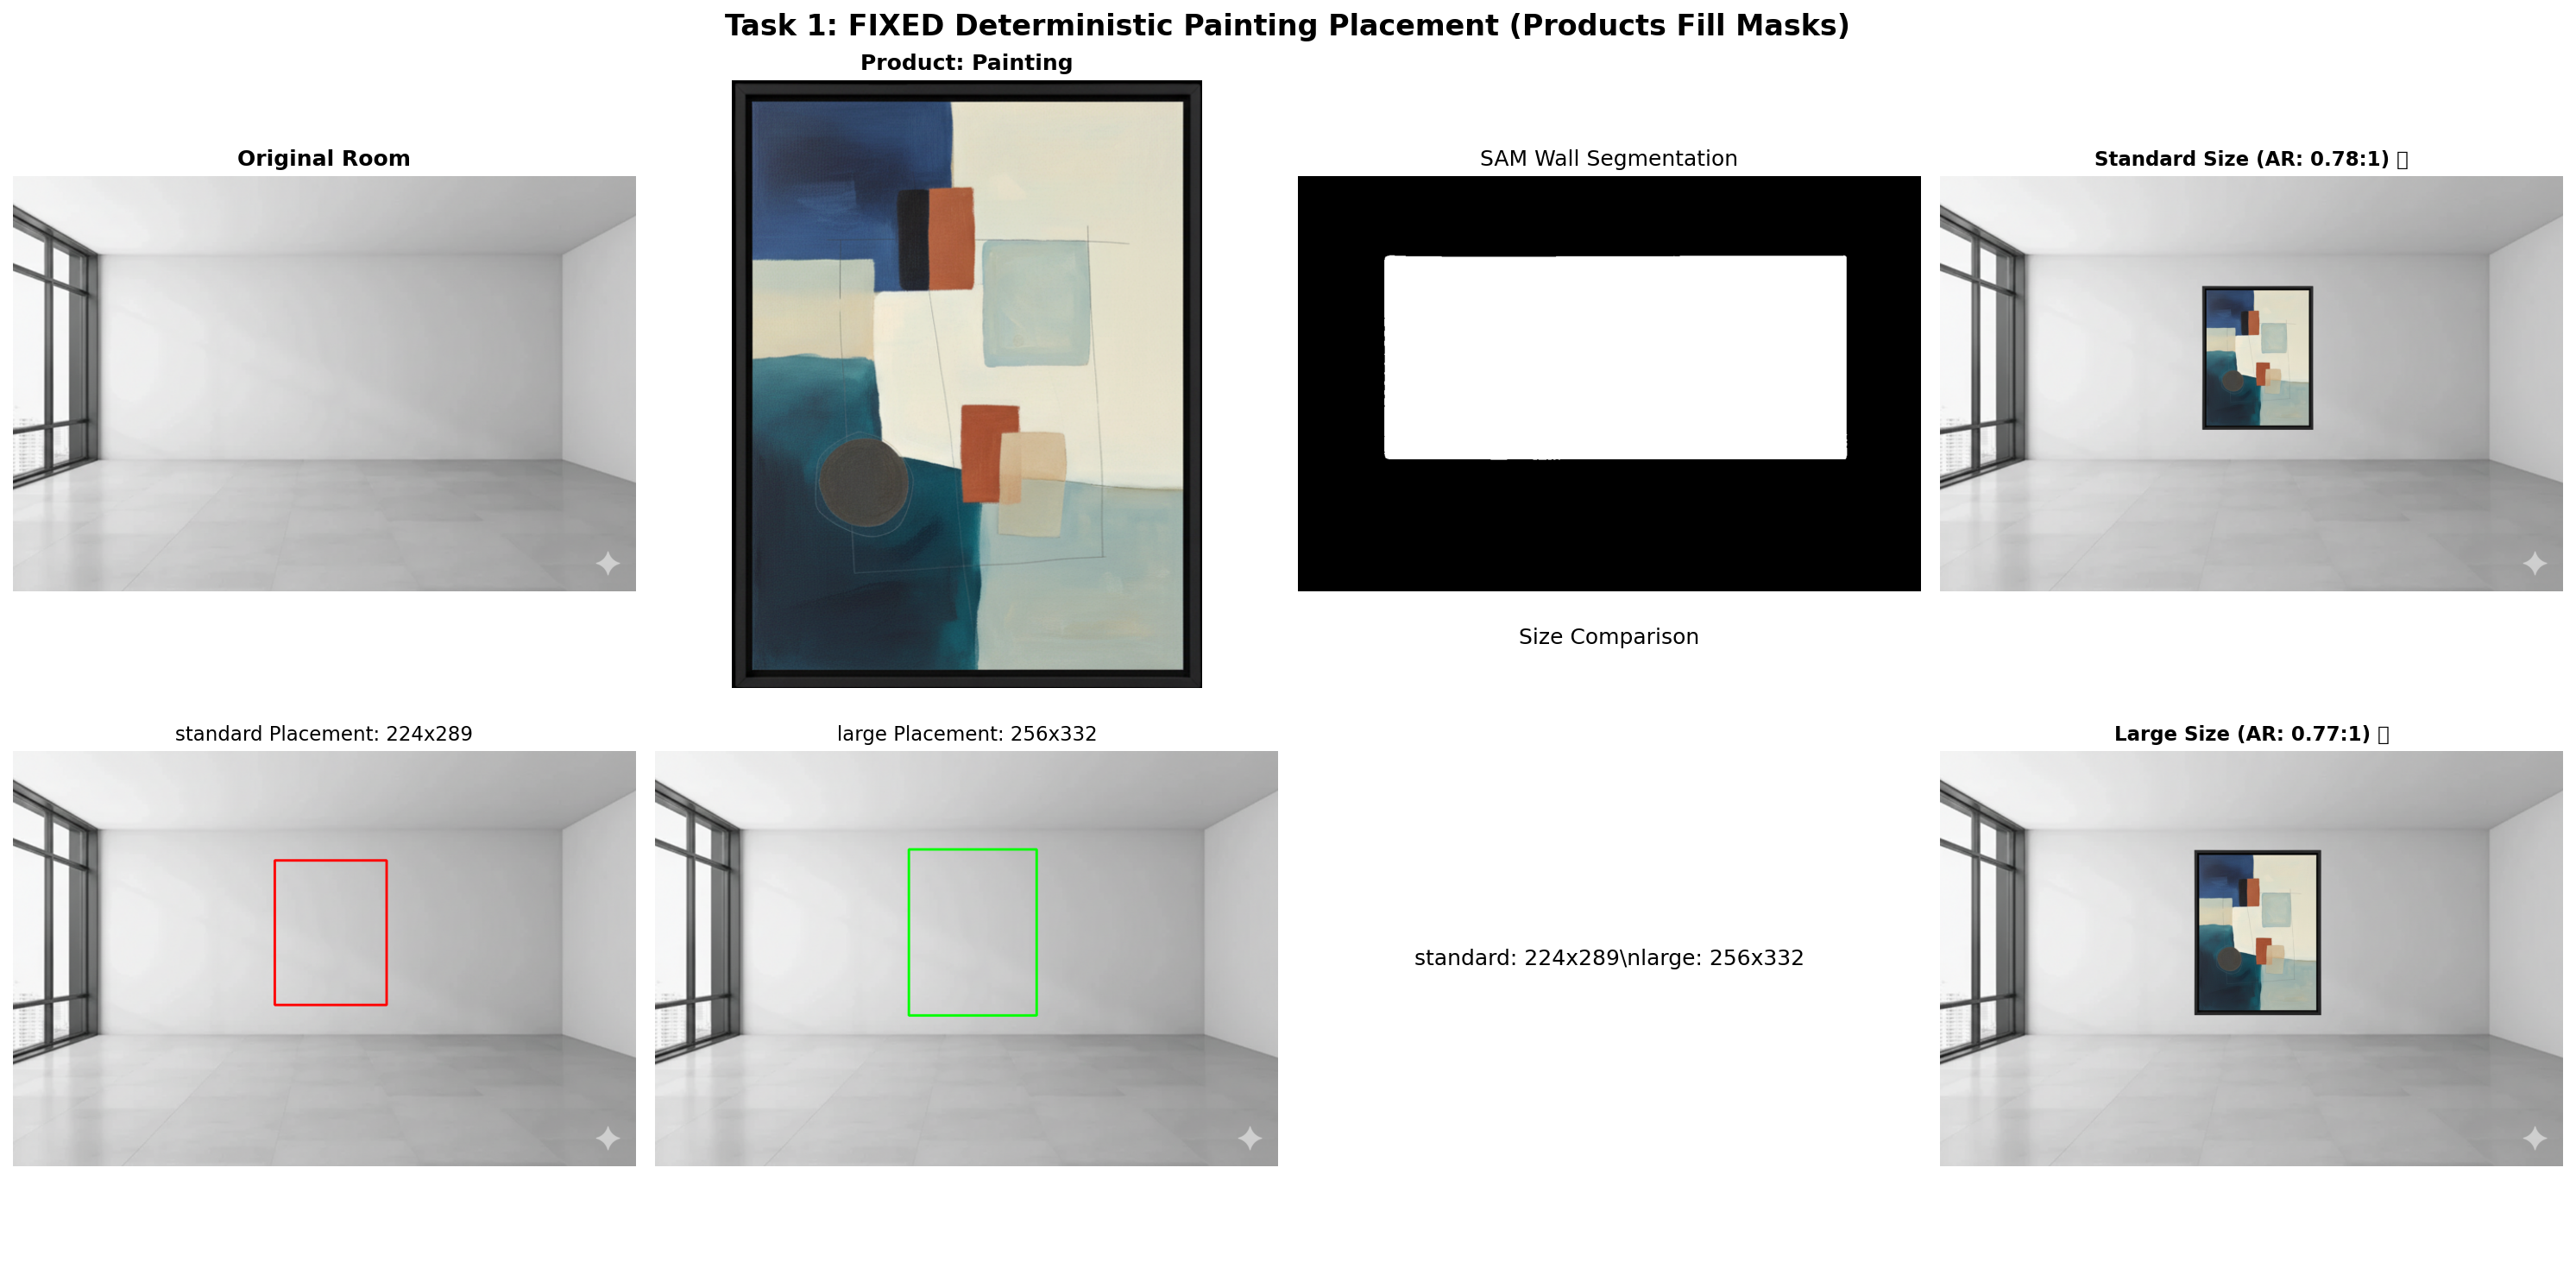 Task 1: FIXED Deterministic Painting Placement (Products Fill Masks)
Product: Painting
Original Room
SAM Wall Segmentation
Standard Size (AR: 0.78:1) 
Size Comparison
standard Placement: 224x289
large Placement: 256x332
Large Size (AR: 0.77:1) 
standard: 224x289\nlarge: 256x332